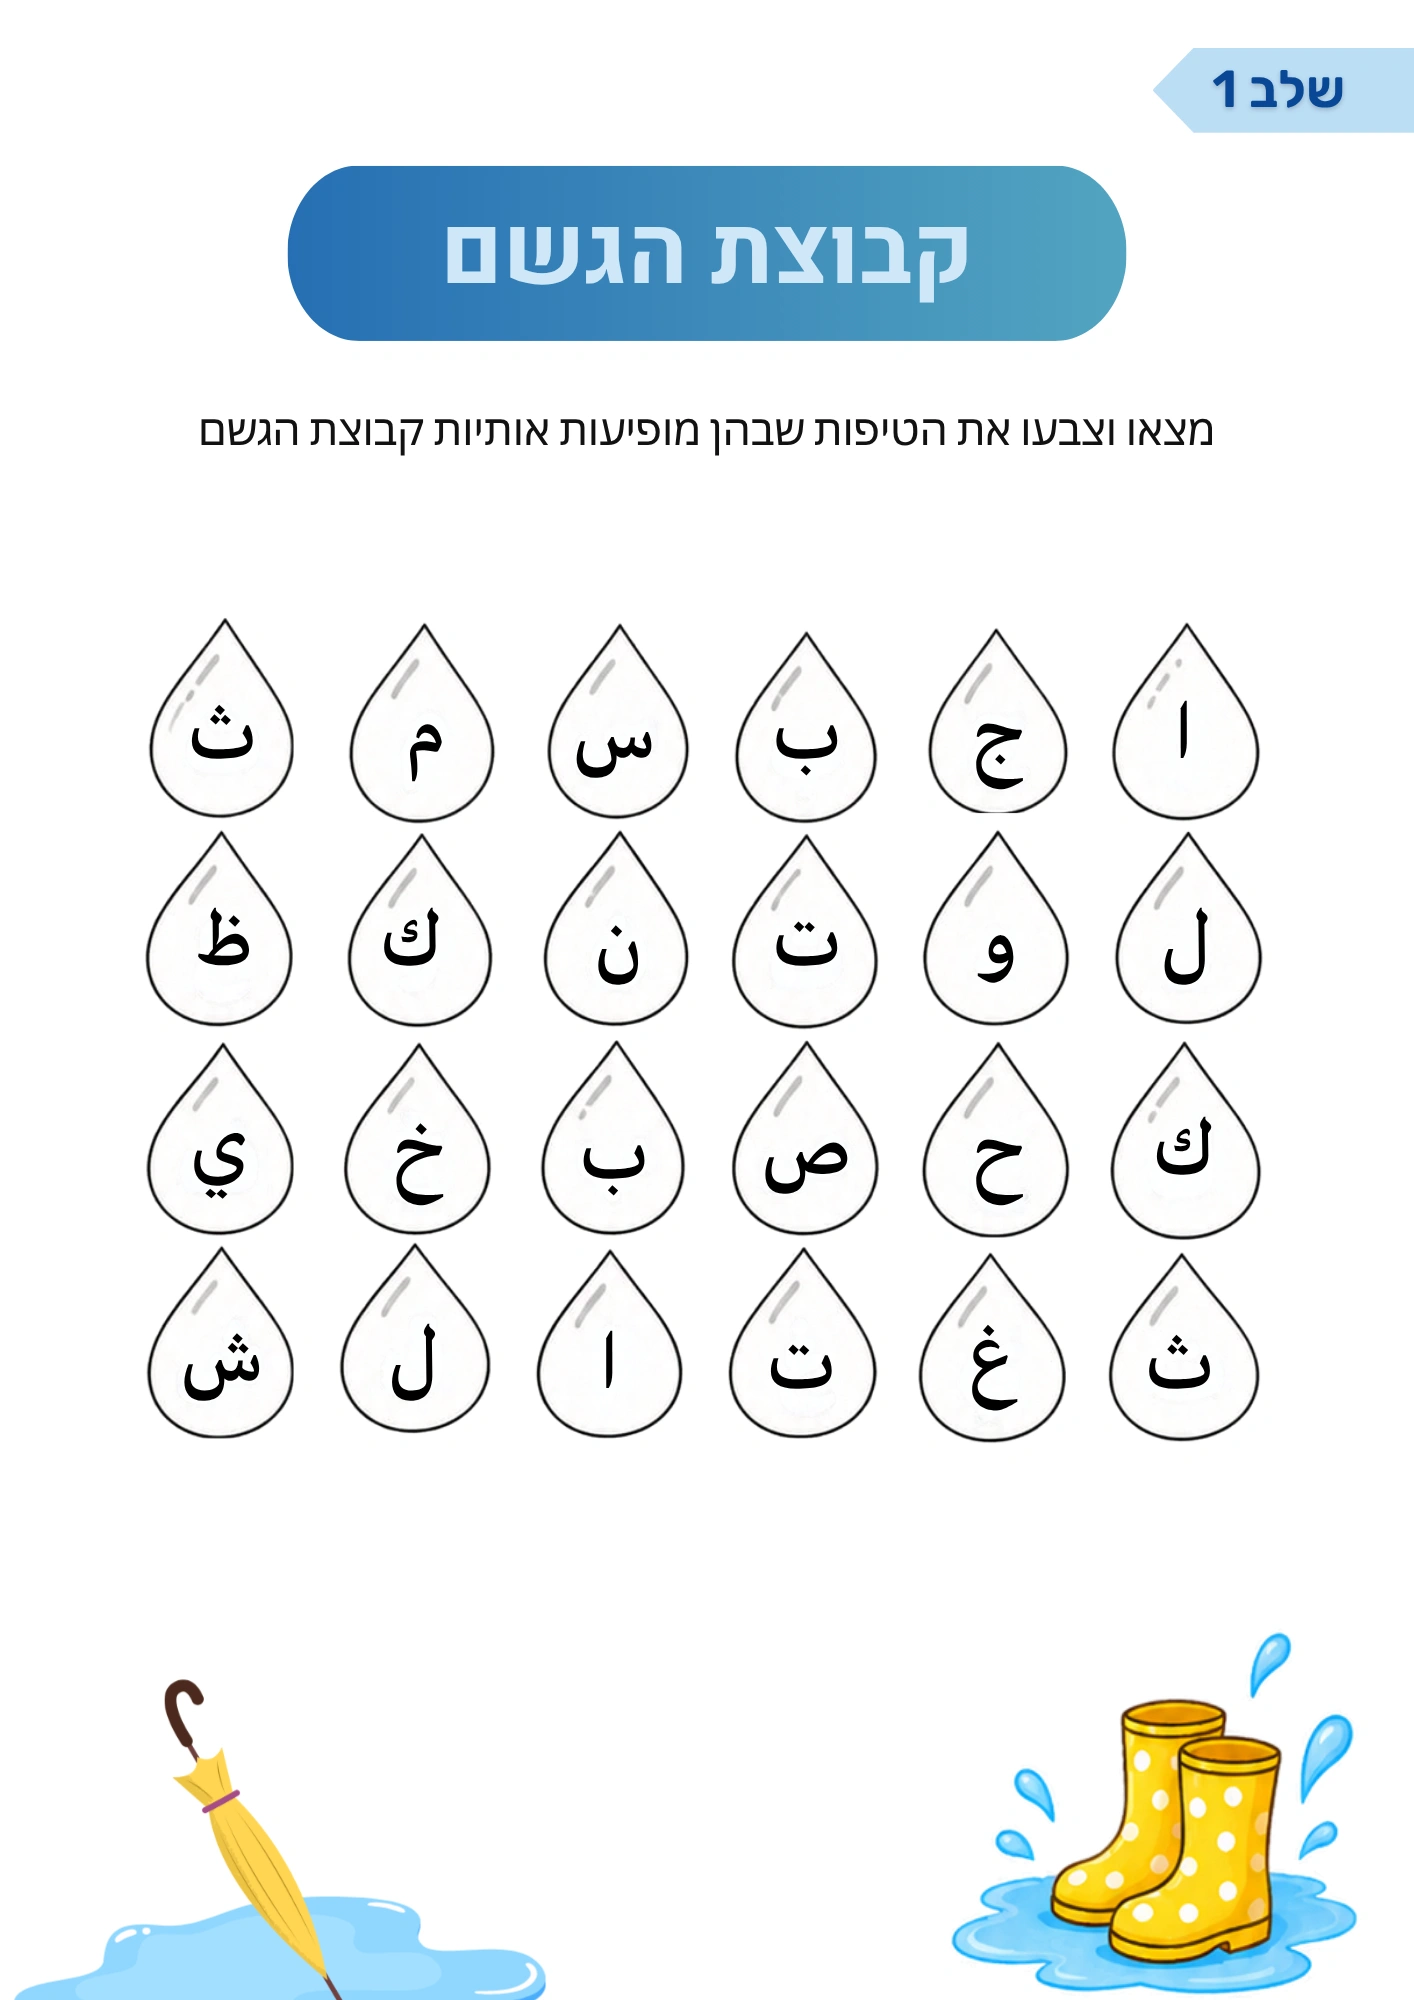 שלב 1
קבוצת הגשם
מצאו וצבעו את הטיפות שבהן מופיעות אותיות קבוצת הגשם
ا ج ب س م ث
ل و ت ن ك ظ
ك ح ص ب خ ي
ث غ ت ا ل ش